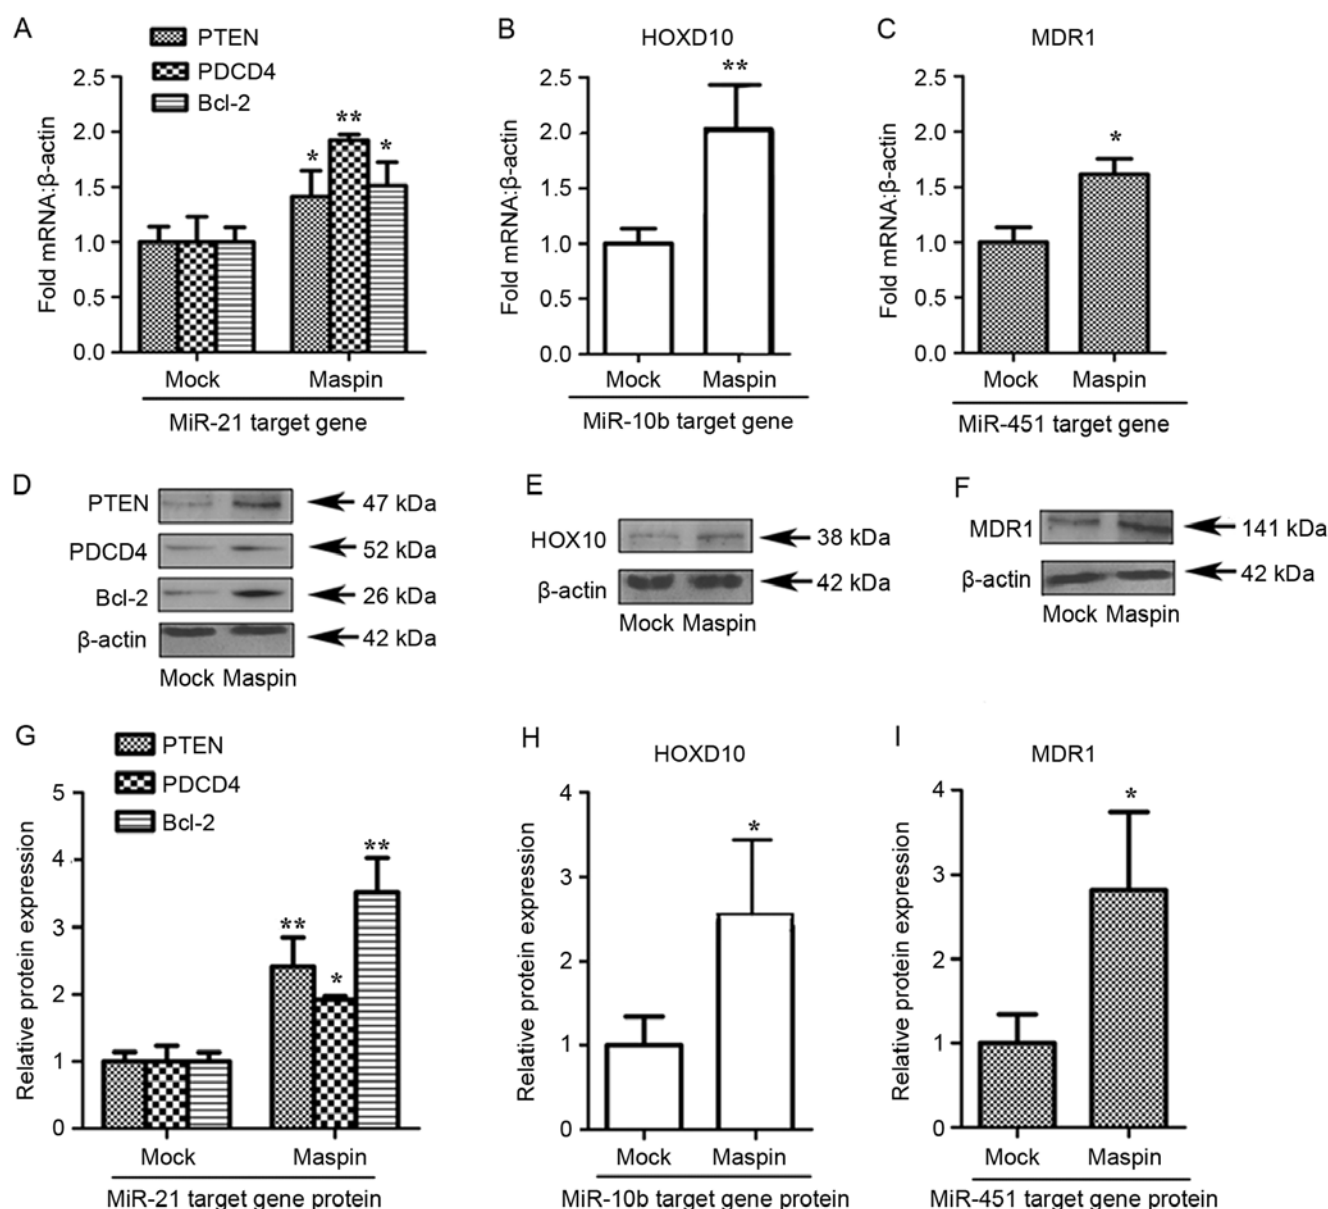 A
PTEN
PDCD4
Bcl-2
Fold mRNA:β-actin
2.5
2.0
1.5
1.0
0.5
0.0
*
**
*
Mock Maspin
MiR-21 target gene
B
HOXD10
Fold mRNA:β-actin
2.5
2.0
1.5
1.0
0.5
0.0
**
Mock Maspin
MiR-10b target gene
C
MDR1
Fold mRNA:β-actin
2.5
2.0
1.5
1.0
0.5
0.0
*
Mock Maspin
MiR-451 target gene
D
PTEN 47 kDa
PDCD4 52 kDa
Bcl-2 26 kDa
β-actin 42 kDa
Mock Maspin
E
HOX10 38 kDa
β-actin 42 kDa
Mock Maspin
F
MDR1 141 kDa
β-actin 42 kDa
Mock Maspin
G
PTEN
PDCD4
Bcl-2
Relative protein expression
5
4
3
2
1
0
**
*
**
Mock Maspin
MiR-21 target gene protein
H
HOXD10
Relative protein expression
4
3
2
1
0
*
Mock Maspin
MiR-10b target gene protein
I
MDR1
Relative protein expression
4
3
2
1
0
*
Mock Maspin
MiR-451 target gene protein